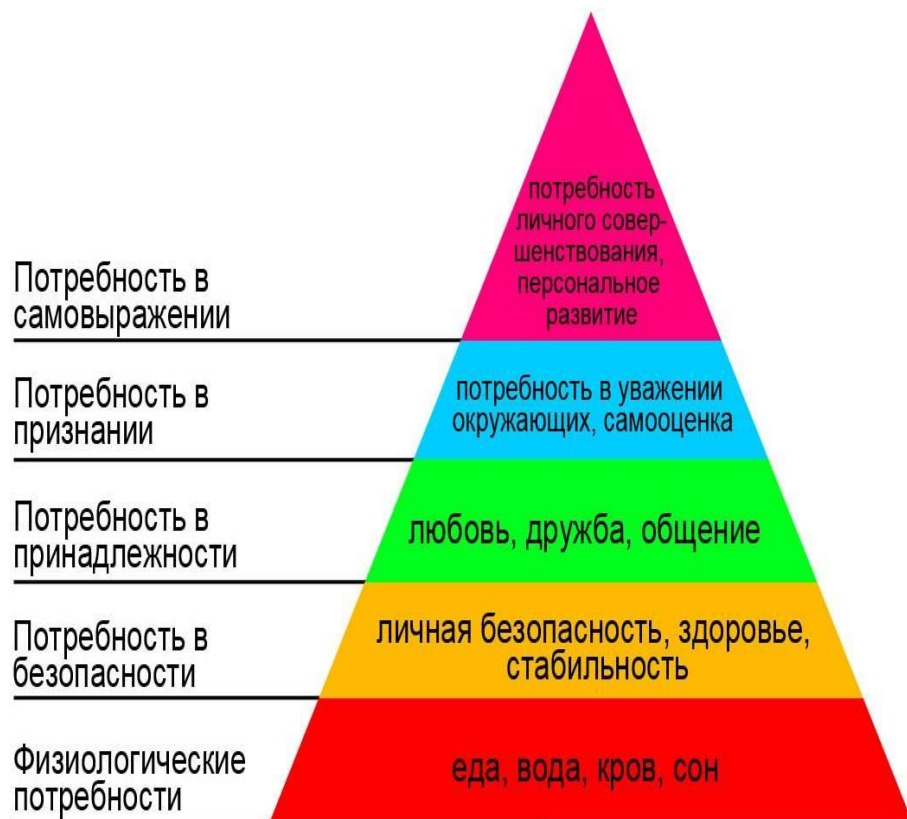 потребность
личного совер-
шенствования,
персональное
развитие
Потребность в
самовыражении
потребность в уважении
окружающих, самооценка
Потребность в
признании
любовь, дружба, общение
Потребность в
принадлежности
личная безопасность, здоровье,
стабильность
Потребность в
безопасности
еда, вода, кров, сон
Физиологические
потребности